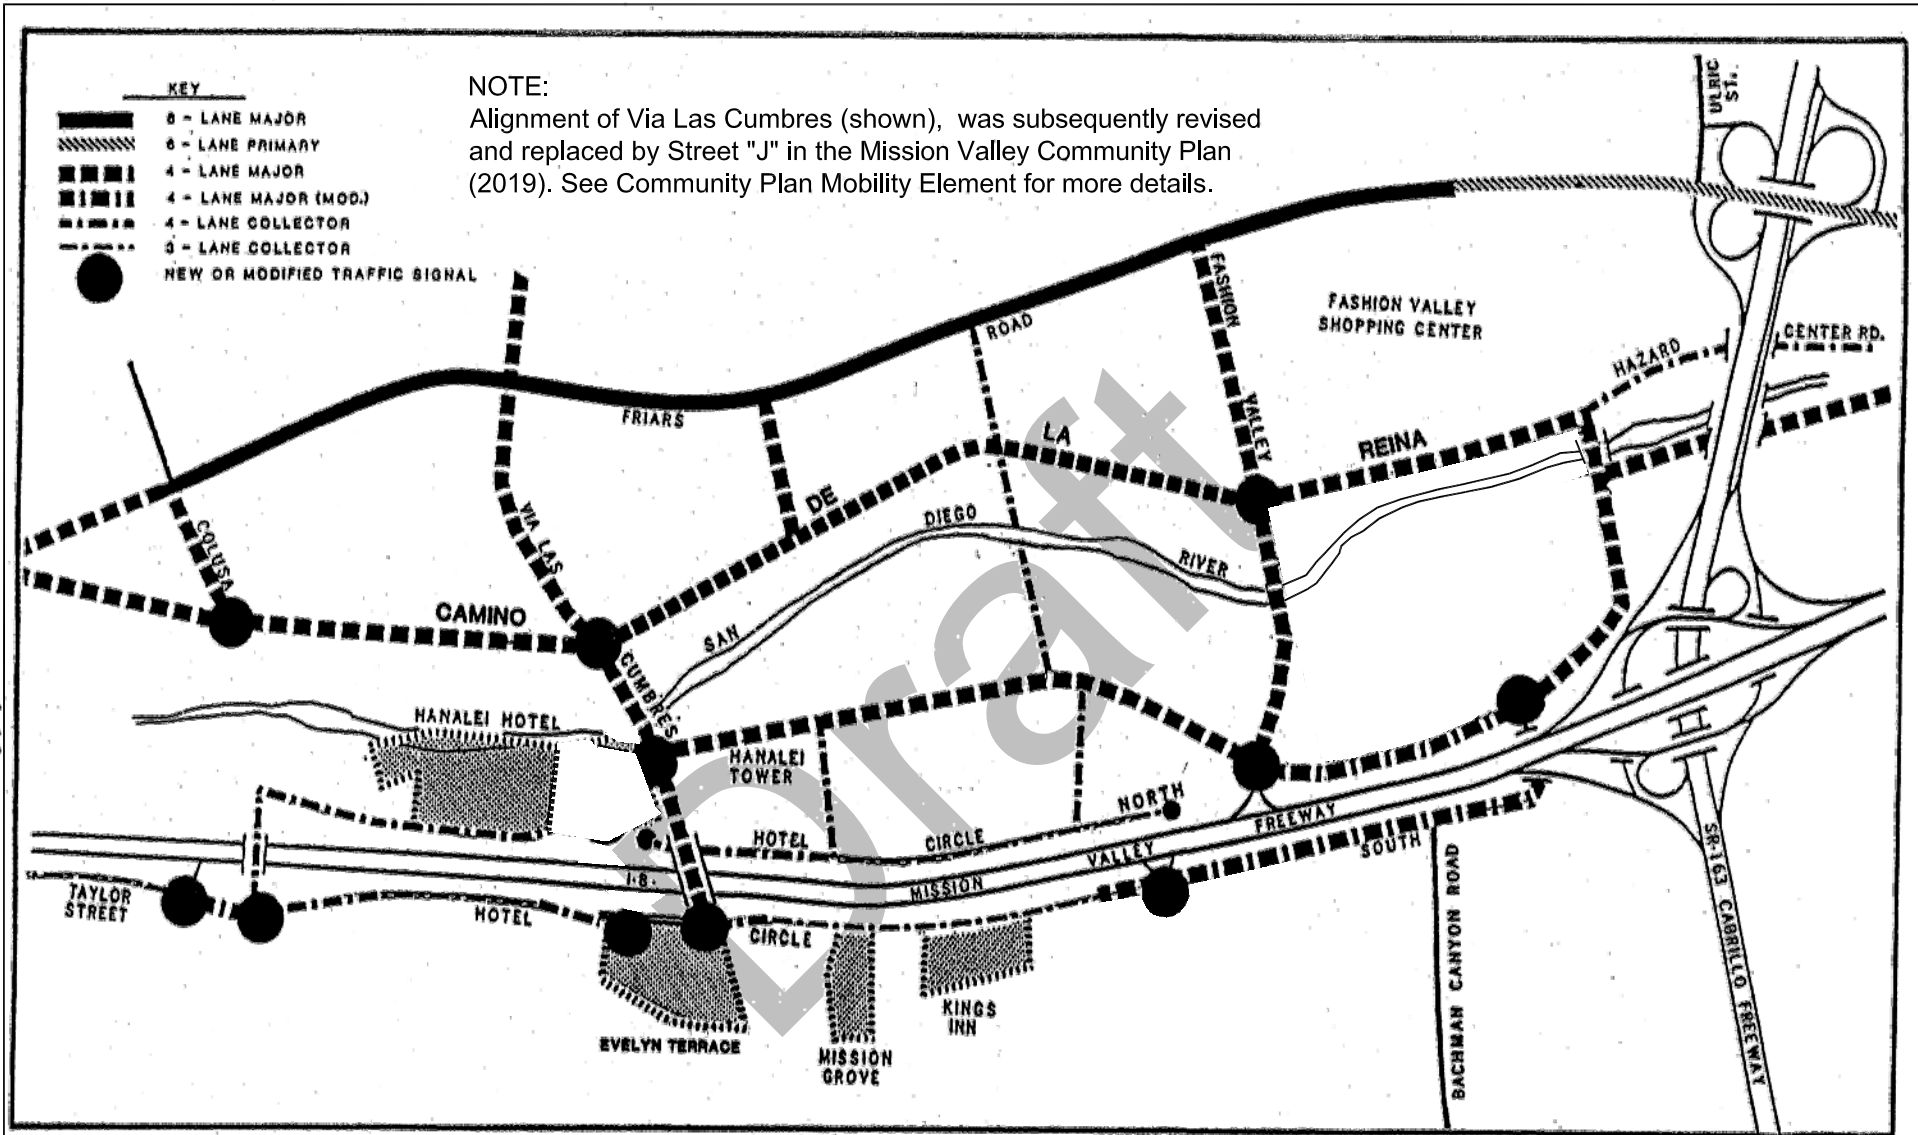 KEY
6 - LANE MAJOR
6 - LANE PRIMARY
4 - LANE MAJOR
4 - LANE MAJOR (MOD.)
4 - LANE COLLECTOR
3 - LANE COLLECTOR
NEW OR MODIFIED TRAFFIC SIGNAL
NOTE:
Alignment of Via Las Cumbres (shown), was subsequently revised
and replaced by Street "J" in the Mission Valley Community Plan
(2019). See Community Plan Mobility Element for more details.
ULRIC
ST.
FASHION VALLEY
SHOPPING CENTER
FASHION
VALLEY
ROAD
FRIARS
HAZARD
CENTER RD.
COLUSA
VIA LAS
CUMBRES
CAMINO
DE
LA
REINA
SAN
DIEGO
RIVER
HANALEI HOTEL
HANALEI
TOWER
HOTEL
CIRCLE
NORTH
I-8
MISSION
VALLEY
FREEWAY
TAYLOR
STREET
HOTEL
CIRCLE
SOUTH
EVELYN TERRACE
MISSION
GROVE
KINGS
INN
BACHMAN CANYON ROAD
SR-163 CABRILLO FREEWAY
Draft